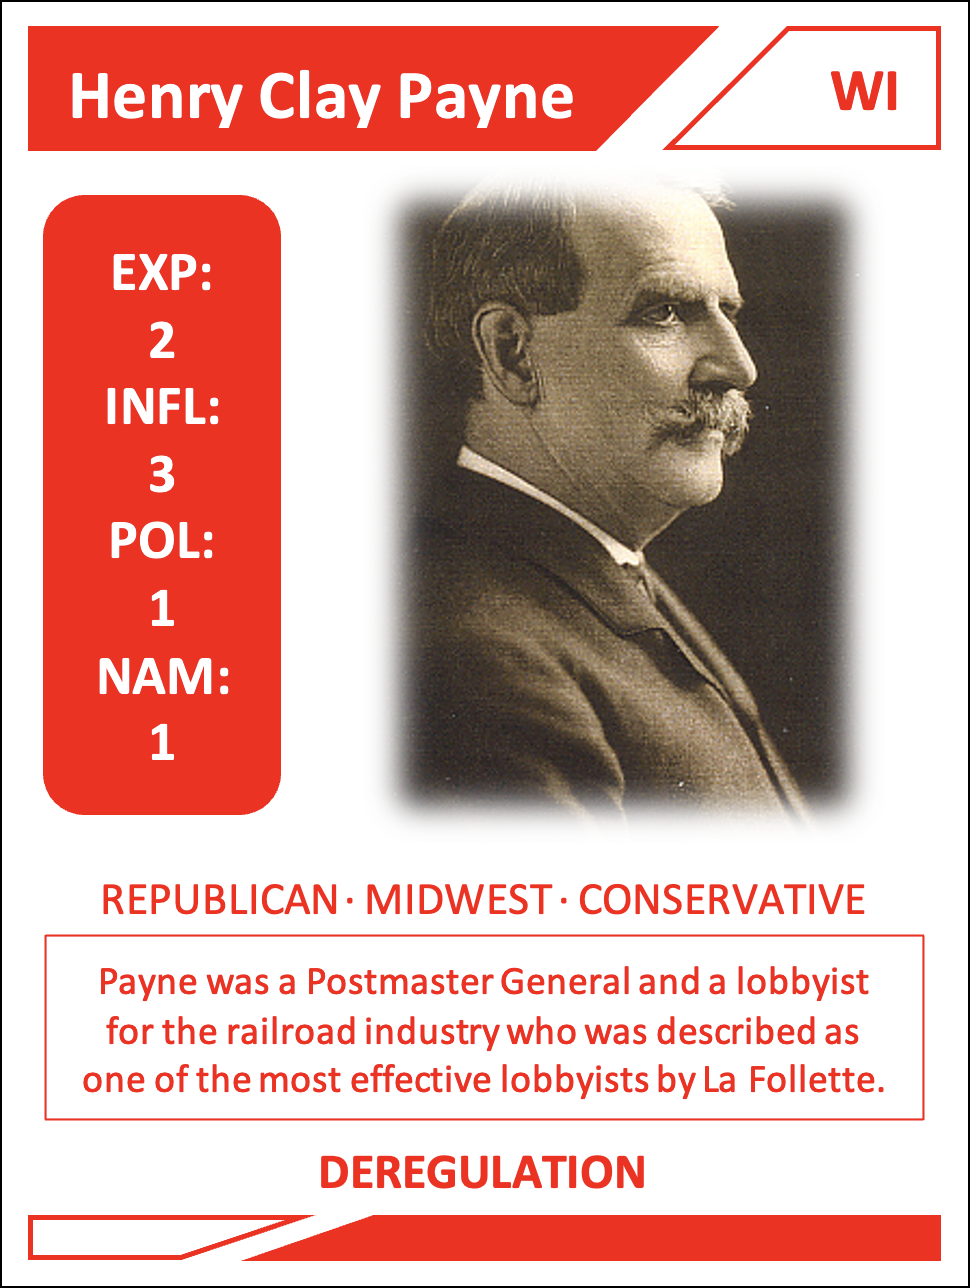 Henry Clay Payne
WI
EXP:
2
INFL:
3
POL:
1
NAM:
1
REPUBLICAN · MIDWEST · CONSERVATIVE
Payne was a Postmaster General and a lobbyist
for the railroad industry who was described as
one of the most effective lobbyists by La Follette.
DEREGULATION